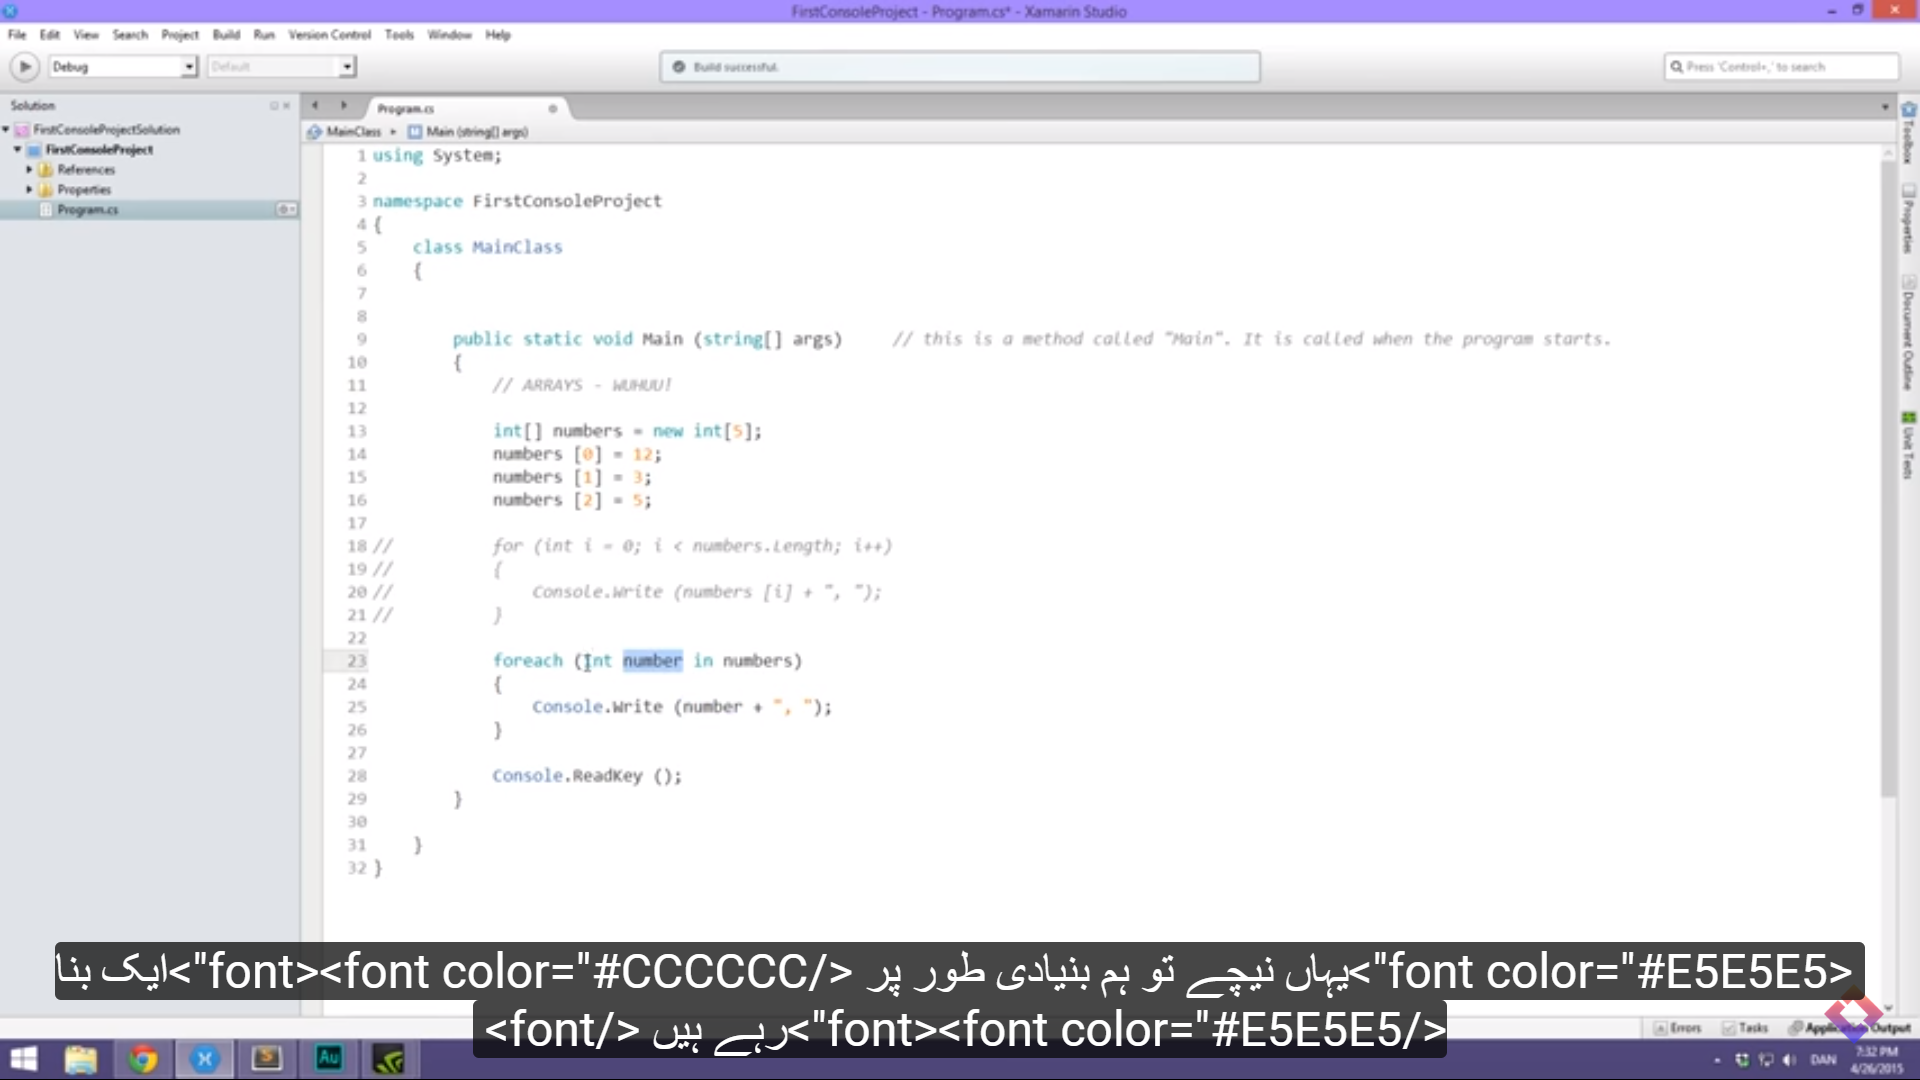 FirstConsoleProject - Program.cs* - Xamarin Studio
File Edit View Search Project Build Run Version Control Tools Window Help
Debug Default Build successful. Press 'Control+,' to search
Solution
FirstConsoleProjectSolution
FirstConsoleProject
References
Properties
Program.cs
Program.cs
MainClass Main (string[] args)
1 using System;
2
3 namespace FirstConsoleProject
4 {
5 class MainClass
6 {
7
8
9 public static void Main (string[] args) // this is a method called "Main". It is called when the program starts.
10 {
11 // ARRAYS - WUHUU!
12
13 int[] numbers = new int[5];
14 numbers [0] = 12;
15 numbers [1] = 3;
16 numbers [2] = 5;
17
18 // for (int i = 0; i < numbers.Length; i++)
19 // {
20 // Console.Write (numbers [i] + ", ");
21 // }
22
23 foreach (int number in numbers)
24 {
25 Console.Write (number + ", ");
26 }
27
28 Console.ReadKey ();
29 }
30
31 }
32 }
Toolbox
Properties
Document Outline
Unit Tests
<font color="#E5E5E5">یہاں نیچے تو ہم بنیادی طور پر </font><font color="#CCCCCC">ایک بنا
</font><font color="#E5E5E5">رہے ہیں </font>
Errors Tasks Application Output
Au
DAN 7:32 PM
4/26/2015